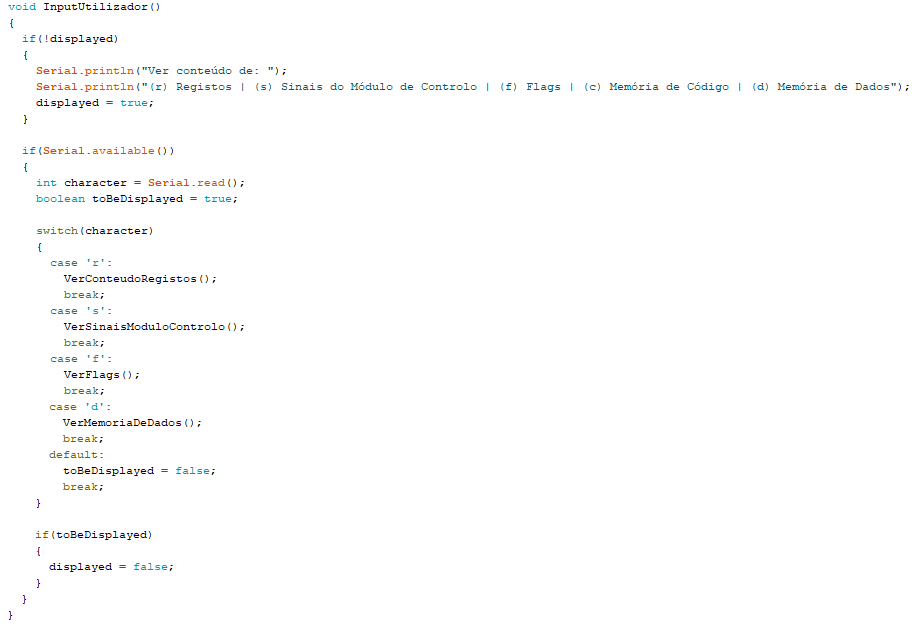 void InputUtilizador()
{
  if(!displayed)
  {
    Serial.println("Ver conteúdo de: ");
    Serial.println("(r) Registos | (s) Sinais do Módulo de Controlo | (f) Flags | (c) Memória de Código | (d) Memória de Dados");
    displayed = true;
  }

  if(Serial.available())
  {
    int character = Serial.read();
    boolean toBeDisplayed = true;

    switch(character)
    {
      case 'r':
        VerConteudoRegistos();
        break;
      case 's':
        VerSinaisModuloControlo();
        break;
      case 'f':
        VerFlags();
        break;
      case 'd':
        VerMemoriaDeDados();
        break;
      default:
        toBeDisplayed = false;
        break;
    }

    if(toBeDisplayed)
    {
      displayed = false;
    }
  }
}